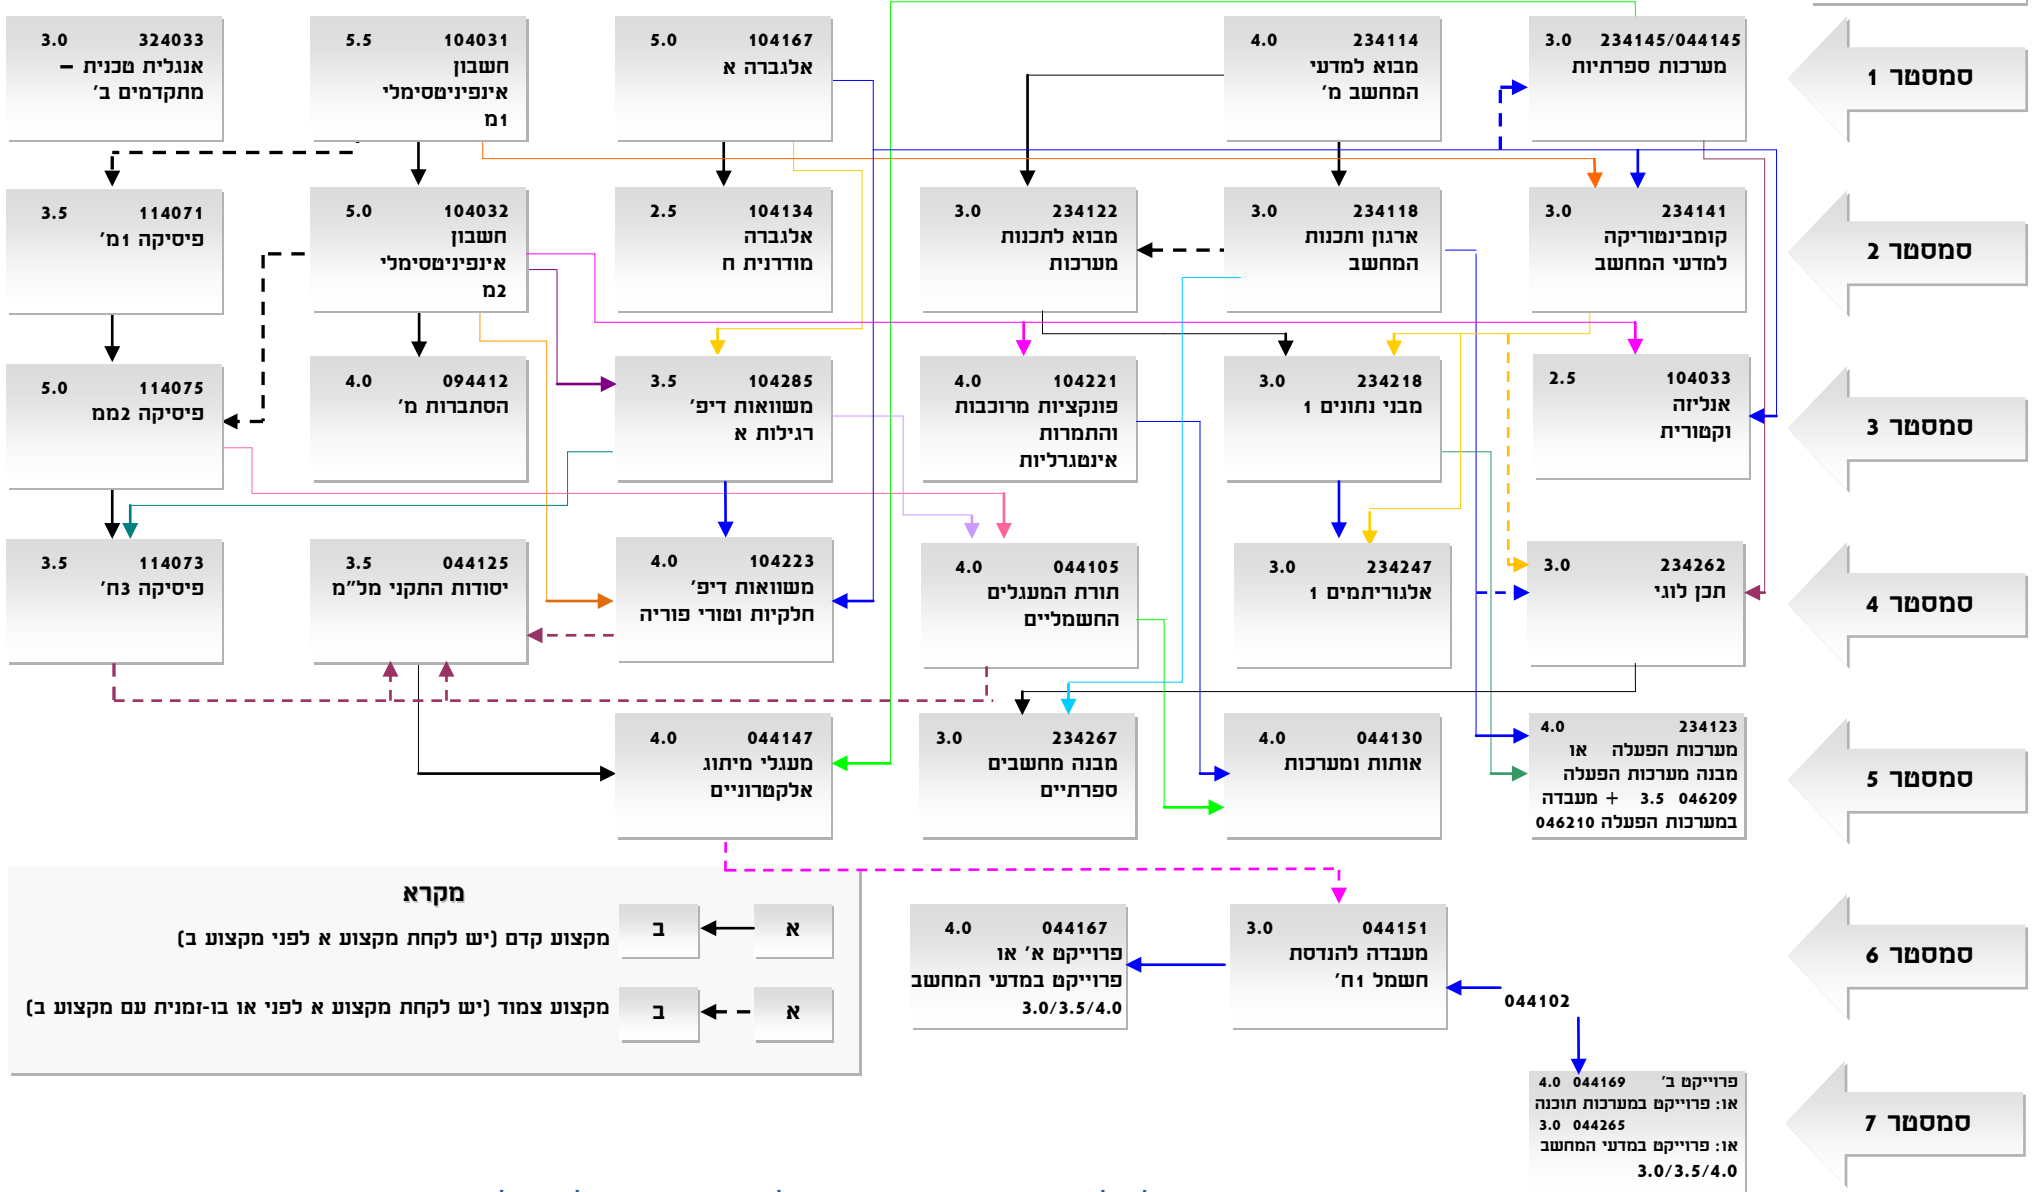 סמסטר 1
234145/044145 3.0
מערכות ספרתיות
234114 4.0
מבוא למדעי
המחשב מ'
104167 5.0
אלגברה א
104031 5.5
חשבון
אינפיניטסימלי
1מ
324033 3.0
אנגלית טכנית –
מתקדמים ב'
סמסטר 2
234141 3.0
קומבינטוריקה
למדעי המחשב
234118 3.0
ארגון ותכנות
המחשב
234122 3.0
מבוא לתכנות
מערכות
104134 2.5
אלגברה
מודרנית ח
104032 5.0
חשבון
אינפיניטסימלי
2מ
114071 3.5
פיסיקה 1מ'
סמסטר 3
104033 2.5
אנליזה
וקטורית
234218 3.0
מבני נתונים 1
104221 4.0
פונקציות מרוכבות
והתמרות
אינטגרליות
104285 3.5
משוואות דיפ'
רגילות א
094412 4.0
הסתברות מ'
114075 5.0
פיסיקה 2ממ
סמסטר 4
234262 3.0
תכן לוגי
234247 3.0
אלגוריתמים 1
044105 4.0
תורת המעגלים
החשמליים
104223 4.0
משוואות דיפ'
חלקיות וטורי פוריה
044125 3.5
יסודות התקני מל"מ
114073 3.5
פיסיקה 3ח'
סמסטר 5
234123 4.0
מערכות הפעלה או
מבנה מערכות הפעלה
046209 3.5 + מעבדה
במערכות הפעלה 046210
044130 4.0
אותות ומערכות
234267 3.0
מבנה מחשבים
ספרתיים
044147 4.0
מעגלי מיתוג
אלקטרוניים
סמסטר 6
044102
044151 3.0
מעבדה להנדסת
חשמל 1ח'
044167 4.0
פרוייקט א' או
פרוייקט במדעי המחשב
3.0/3.5/4.0
מקרא
א ב
מקצוע קדם (יש לקחת מקצוע א לפני מקצוע ב)
א ב
מקצוע צמוד (יש לקחת מקצוע א לפני או בו-זמנית עם מקצוע ב)
סמסטר 7
פרוייקט ב' 044169 4.0
או: פרוייקט במערכות תוכנה
044265 3.0
או: פרוייקט במדעי המחשב
3.0/3.5/4.0